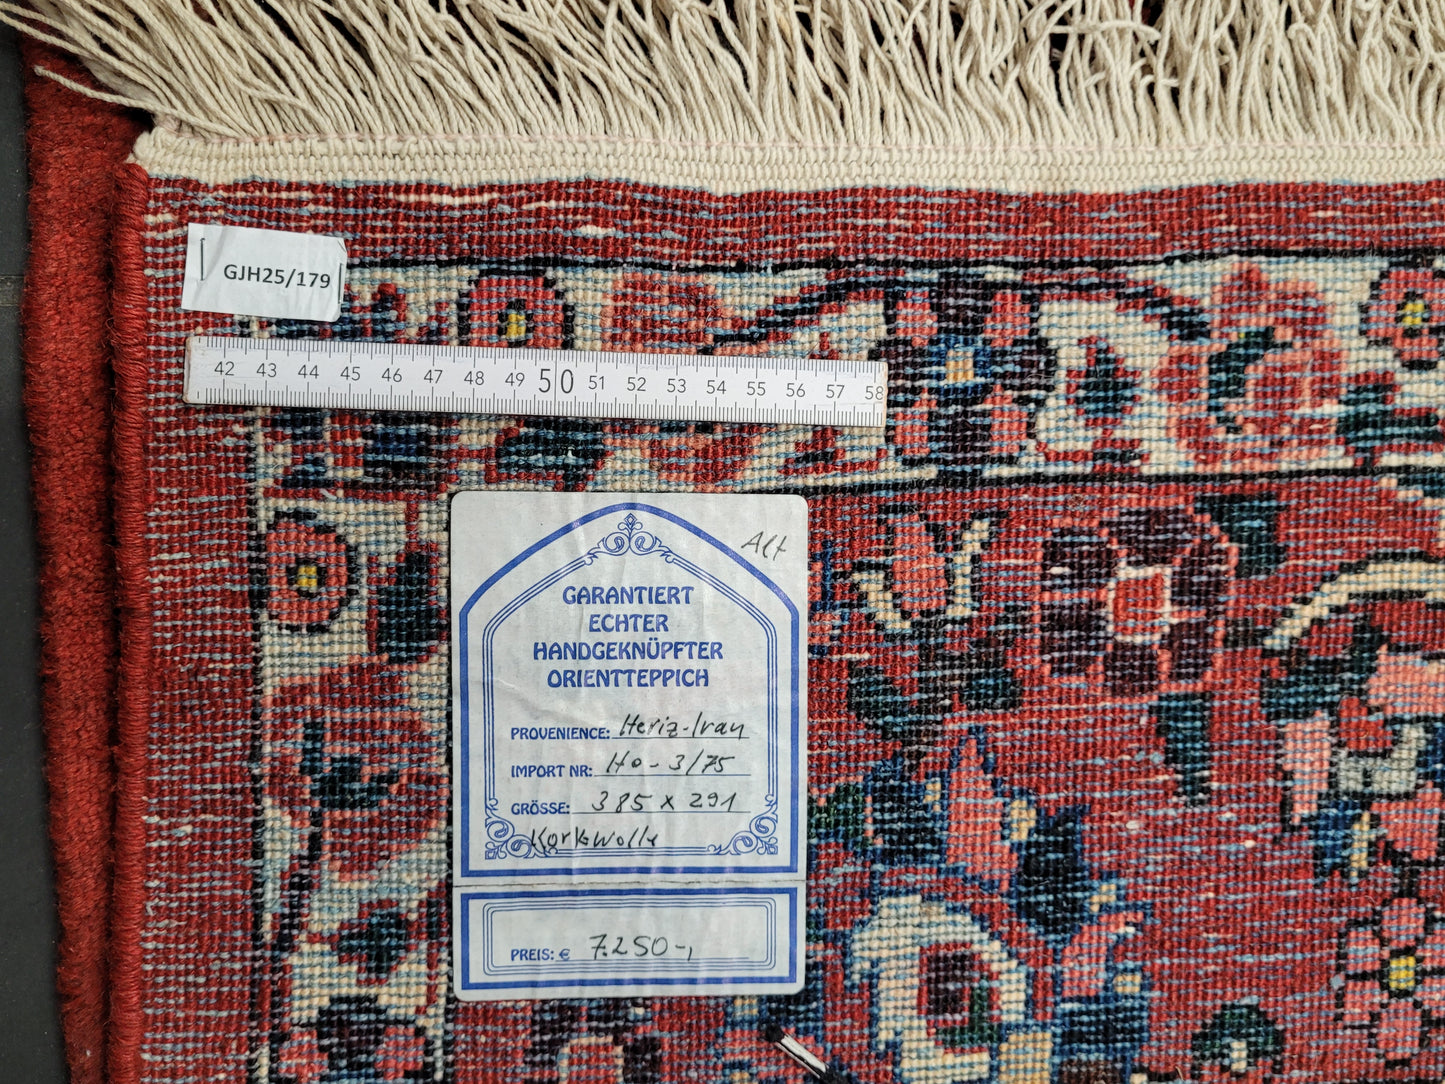 GJH25/179
42 43 44 45 46 47 48 49 50 51 52 53 54 55 56 57 58
Alt
GARANTIERT
ECHTER
HANDGEKNÜPFTER
ORIENTTEPPICH
PROVENIENCE: Heriz-Iran
IMPORT NR: Ho - 3/75
GRÖSSE: 385 x 291
Korkwolle
PREIS: € 7.250-,